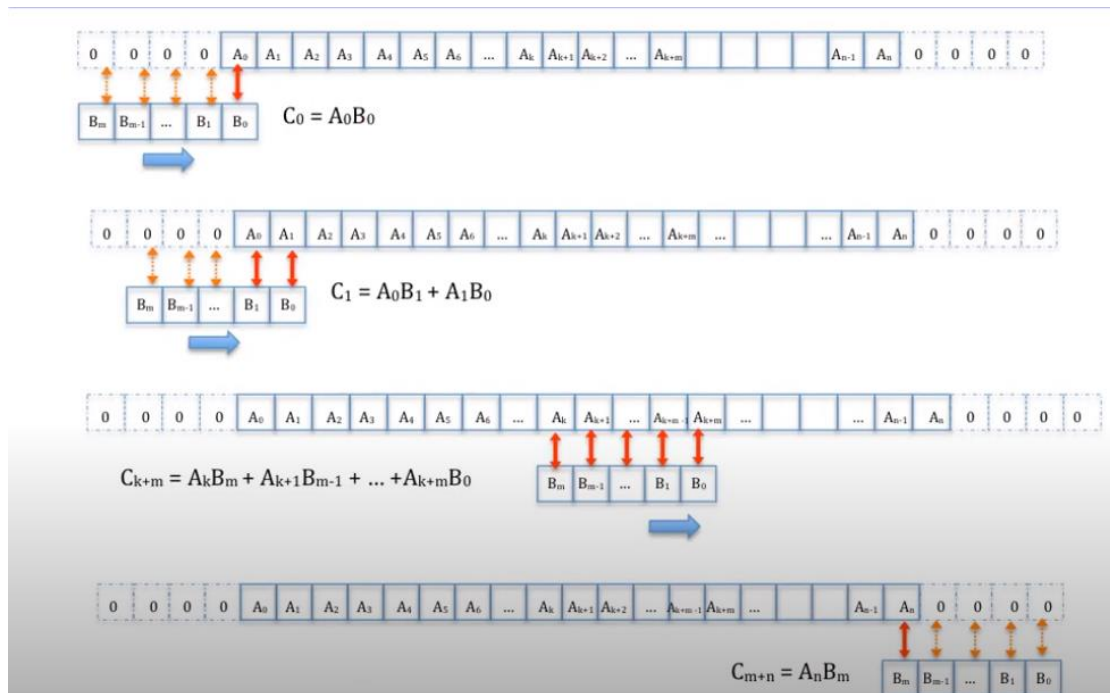 0 0 0 0 A₀ A₁ A₂ A₃ A₄ A₅ A₆ ... Aₖ Aₖ₊₁ Aₖ₊₂ ... Aₖ₊ₘ Aₙ₋₁ Aₙ 0 0 0 0
Bₘ Bₘ₋₁ ... B₁ B₀ C₀ = A₀B₀
0 0 0 0 A₀ A₁ A₂ A₃ A₄ A₅ A₆ ... Aₖ Aₖ₊₁ Aₖ₊₂ ... Aₖ₊ₘ ... ... Aₙ₋₁ Aₙ 0 0 0 0
Bₘ Bₘ₋₁ ... B₁ B₀ C₁ = A₀B₁ + A₁B₀
0 0 0 0 A₀ A₁ A₂ A₃ A₄ A₅ A₆ ... Aₖ Aₖ₊₁ ... Aₖ₊ₘ₋₁ Aₖ₊ₘ ... ... Aₙ₋₁ Aₙ 0 0 0 0
Cₖ₊ₘ = AₖBₘ + Aₖ₊₁Bₘ₋₁ + ... +Aₖ₊ₘB₀ Bₘ Bₘ₋₁ ... B₁ B₀
0 0 0 0 A₀ A₁ A₂ A₃ A₄ A₅ A₆ ... Aₖ Aₖ₊₁ Aₖ₊₂ ... Aₖ₊ₘ₋₁ Aₖ₊ₘ ... Aₙ₋₁ Aₙ 0 0 0 0
Cₘ₊ₙ = AₙBₘ Bₘ Bₘ₋₁ ... B₁ B₀